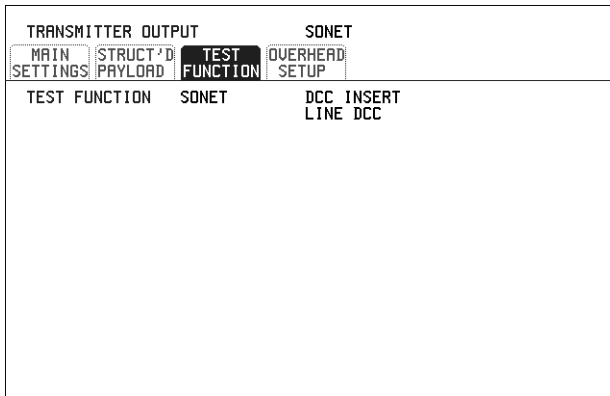 TRANSMITTER OUTPUT SONET
MAIN SETTINGS STRUCT'D PAYLOAD TEST FUNCTION OVERHEAD SETUP
TEST FUNCTION SONET DCC INSERT
LINE DCC